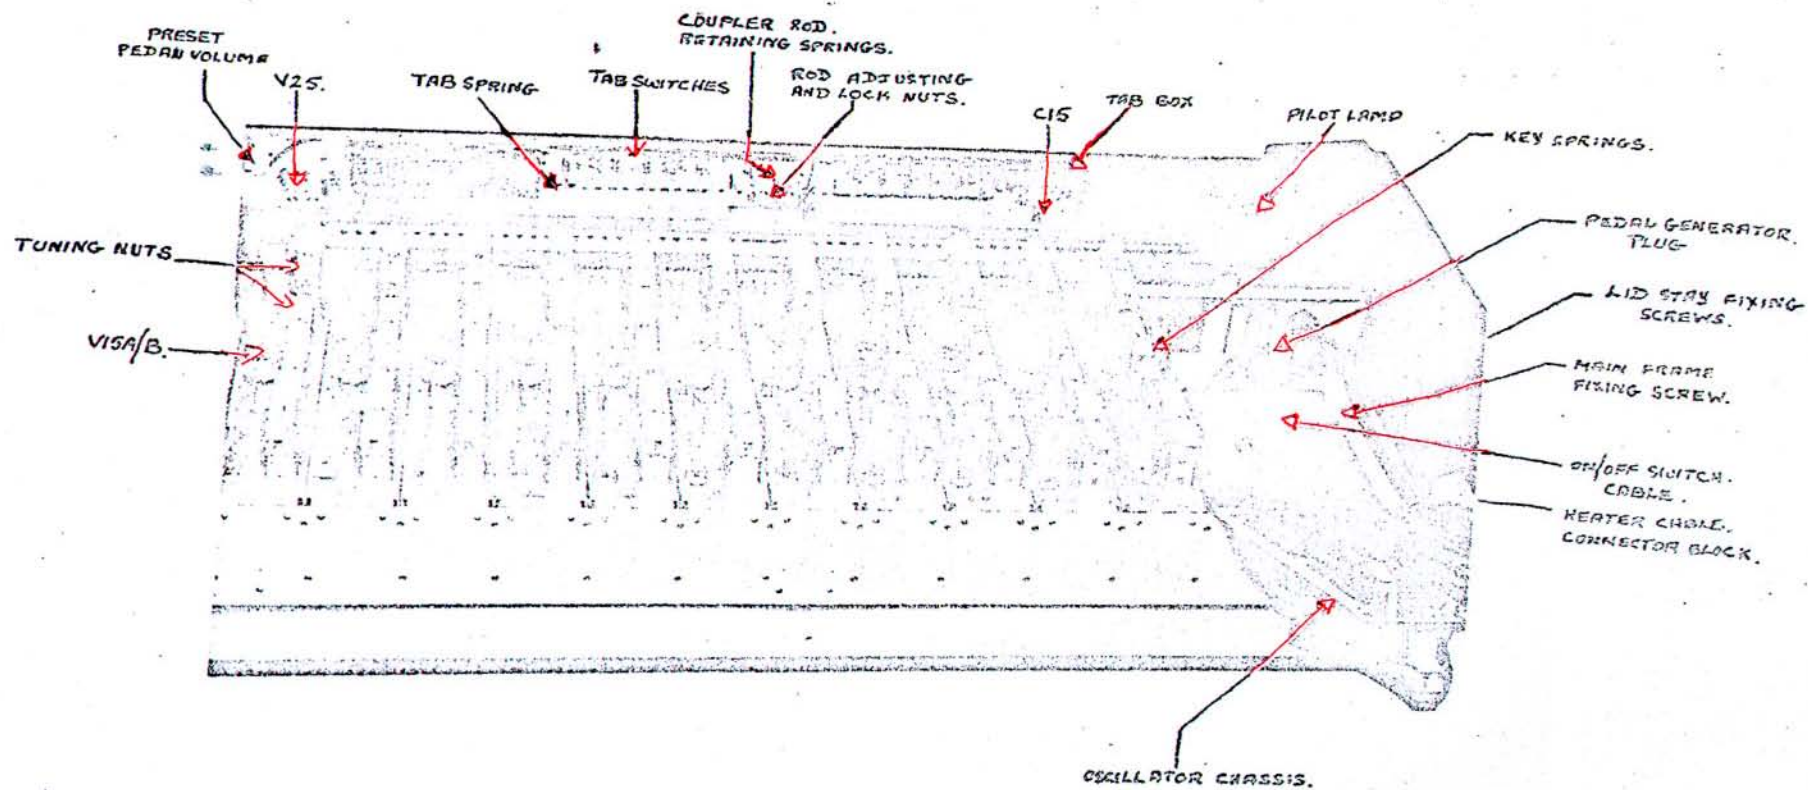 PRESET
PEDAN VOLUME
V25.
TAB SPRING
TAB SWITCHES
COUPLER ROD.
RETAINING SPRINGS.
ROD ADJUSTING
AND LOCK NUTS.
C15
TAB BOX
PILOT LAMP
KEY SPRINGS.
PEDAL GENERATOR.
PLUG
LID STAY FIXING
SCREWS.
MAIN FRAME
FIXING SCREW.
ON/OFF SWITCH.
CABLE.
HEATER CABLE.
CONNECTOR BLOCK.
OSCILLATOR CHASSIS.
TUNING NUTS
V15A/B.